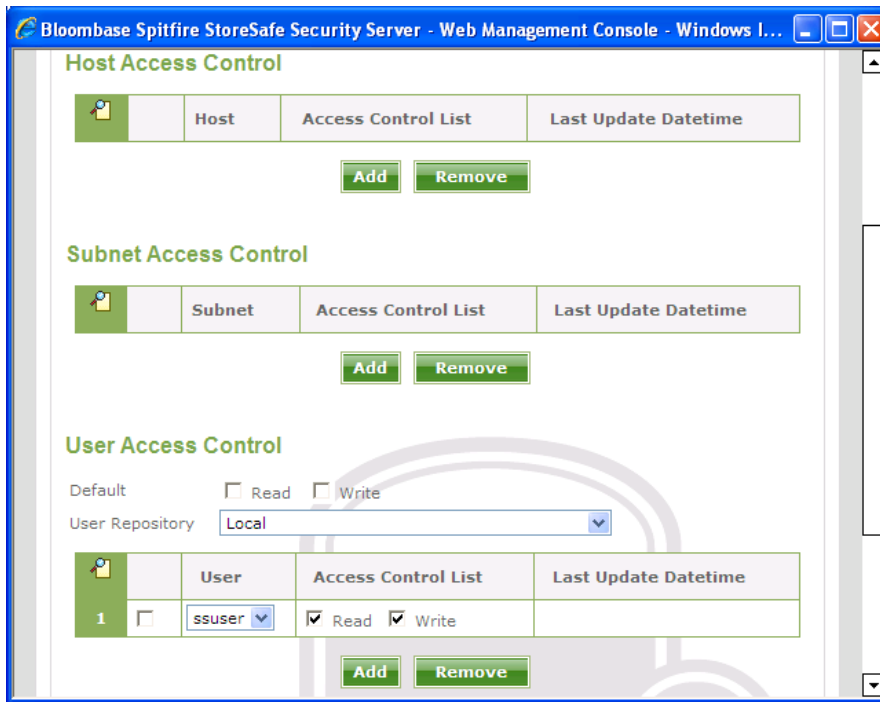 Bloombase Spitfire StoreSafe Security Server - Web Management Console - Windows I...
Host Access Control
Host Access Control List Last Update Datetime
Add Remove
Subnet Access Control
Subnet Access Control List Last Update Datetime
Add Remove
User Access Control
Default Read Write
User Repository Local
User Access Control List Last Update Datetime
1 ssuser Read Write
Add Remove